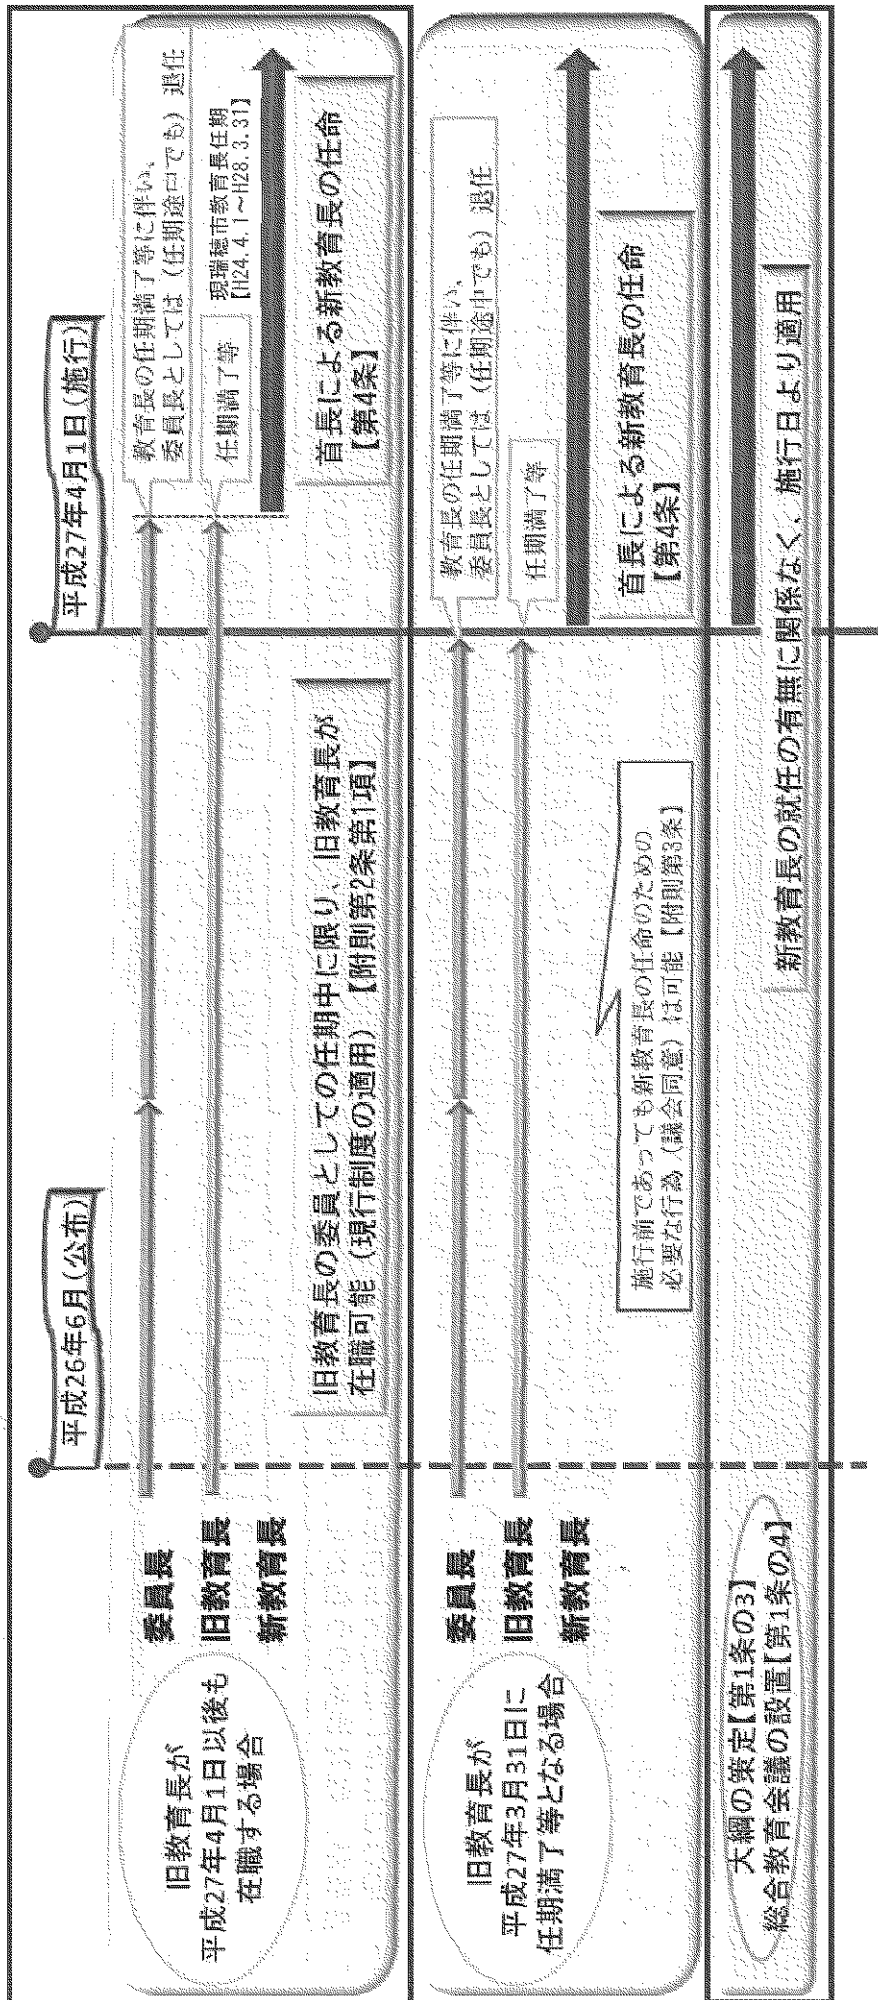 平成26年6月(公布)
平成27年4月1日(施行)
旧教育長が
平成27年4月1日以後も
在職する場合
委員長
旧教育長
新教育長
教育長の任期満了等に伴い、
委員長としては（任期途中でも）退任
任期満了等
現瑞穂市教育長任期
【H24.4.1～H28.3.31】
旧教育長の委員としての任期中に限り、旧教育長が
在職可能（現行制度の適用）【附則第2条第1項】
首長による新教育長の任命
【第4条】
旧教育長が
平成27年3月31日に
任期満了等となる場合
委員長
旧教育長
新教育長
教育長の任期満了等に伴い、
委員長としては（任期途中でも）退任
任期満了等
施行前であっても新教育長の任命のための
必要な行為（議会同意）は可能【附則第3条】
首長による新教育長の任命
【第4条】
大綱の策定【第1条の3】
総合教育会議の設置【第1条の4】
新教育長の就任の有無に関係なく、施行日より適用